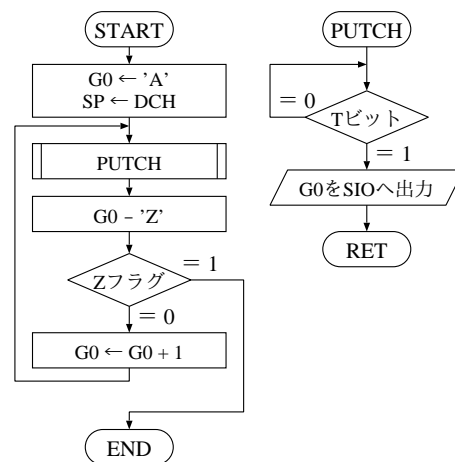 START
G0 ← 'A'
SP ← DCH
PUTCH
G0 − 'Z'
= 1
Zフラグ
= 0
G0 ← G0 + 1
END
PUTCH
= 0
Tビット
= 1
G0をSIOへ出力
RET